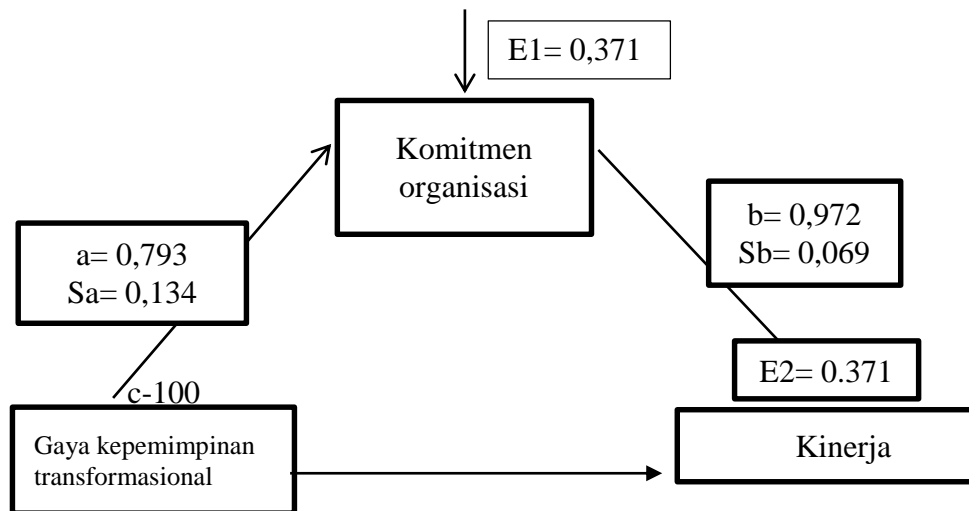 E1= 0,371
Komitmen
organisasi
a= 0,793
Sa= 0,134
b= 0,972
Sb= 0,069
E2= 0.371
c-100
Gaya kepemimpinan
transformasional
Kinerja